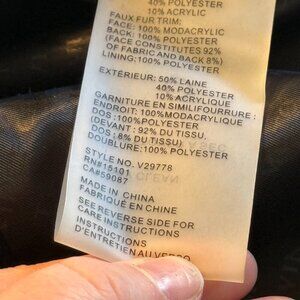 40% POLYESTER
10% ACRYLIC
FAUX FUR TRIM:
FACE: 100% MODACRYLIC
BACK: 100% POLYESTER
(FACE CONSTITUTES 92%
OF FABRIC AND BACK 8%)
LINING: 100% POLYESTER
EXTÉRIEUR: 50% LAINE
40% POLYESTER
10% ACRYLIQUE
GARNITURE EN SIMILIFOURRURE:
ENDROIT: 100%MODACRYLIQUE
DOS: 100%POLYESTER
(DEVANT: 92% DU TISSU,
DOS: 8% DU TISSU)
DOUBLURE: 100% POLYESTER
STYLE NO. V29778
RN#15101
CA#59087
MADE IN CHINA
FABRIQUÉ EN CHINE
SEE REVERSE SIDE FOR
CARE INSTRUCTIONS
INSTRUCTIONS
D'ENTRETIEN AU VERSO